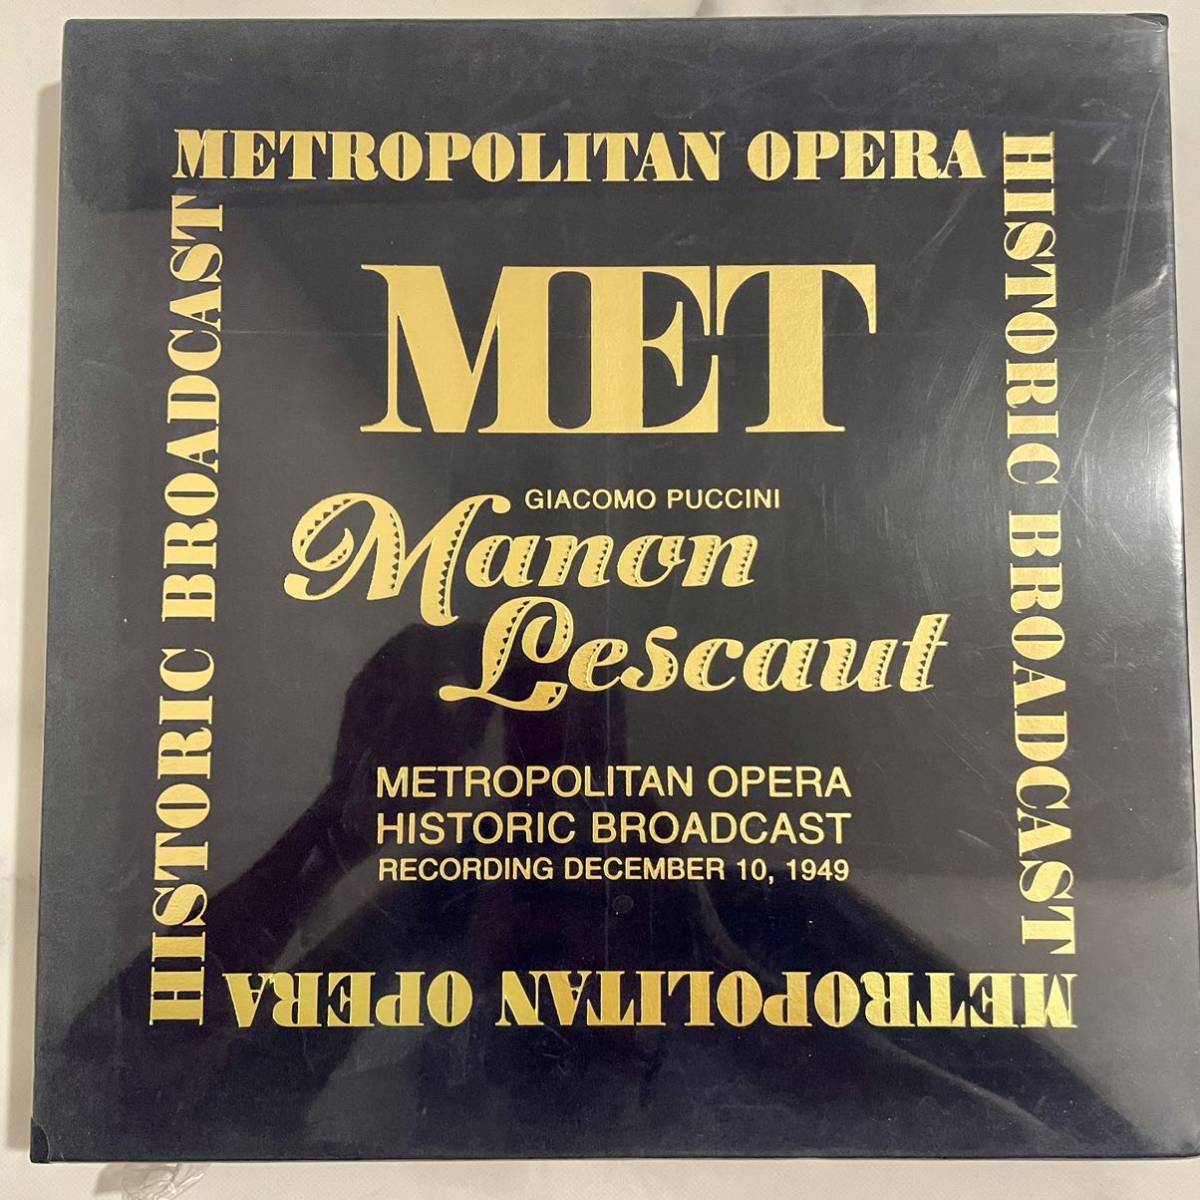 METROPOLITAN OPERA
HISTORIC BROADCAST
METROPOLITAN OPERA
HISTORIC BROADCAST
MET
GIACOMO PUCCINI
Manon
Lescaut
METROPOLITAN OPERA
HISTORIC BROADCAST
RECORDING DECEMBER 10, 1949